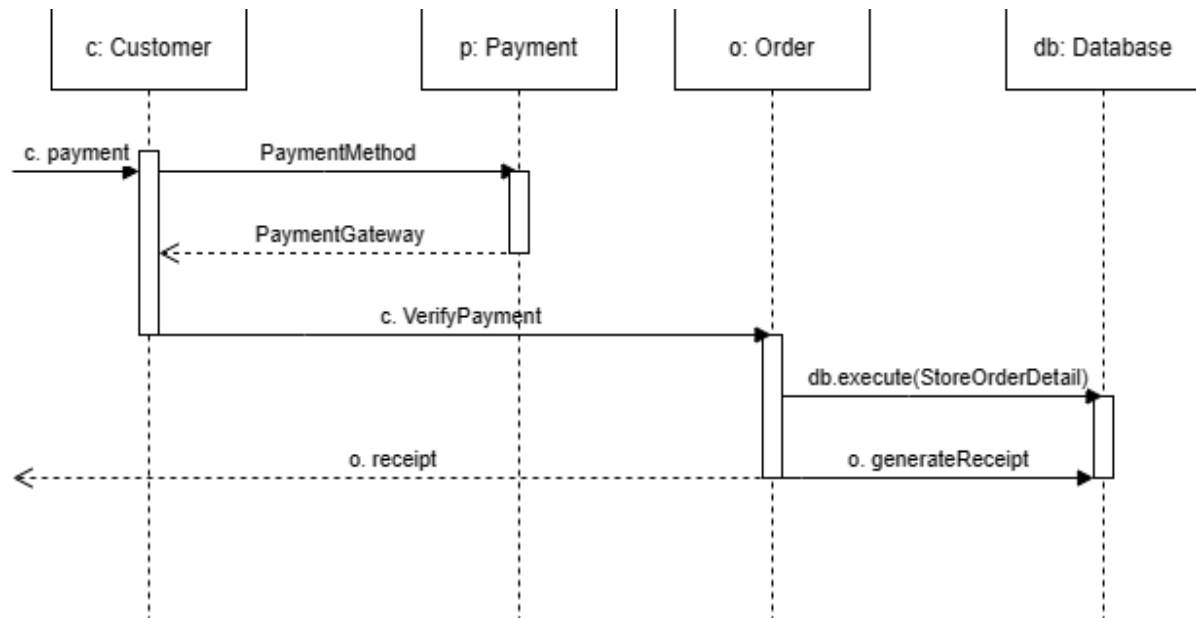 c: Customer
p: Payment
o: Order
db: Database
c. payment
PaymentMethod
PaymentGateway
c. VerifyPayment
db.execute(StoreOrderDetail)
o. receipt
o. generateReceipt